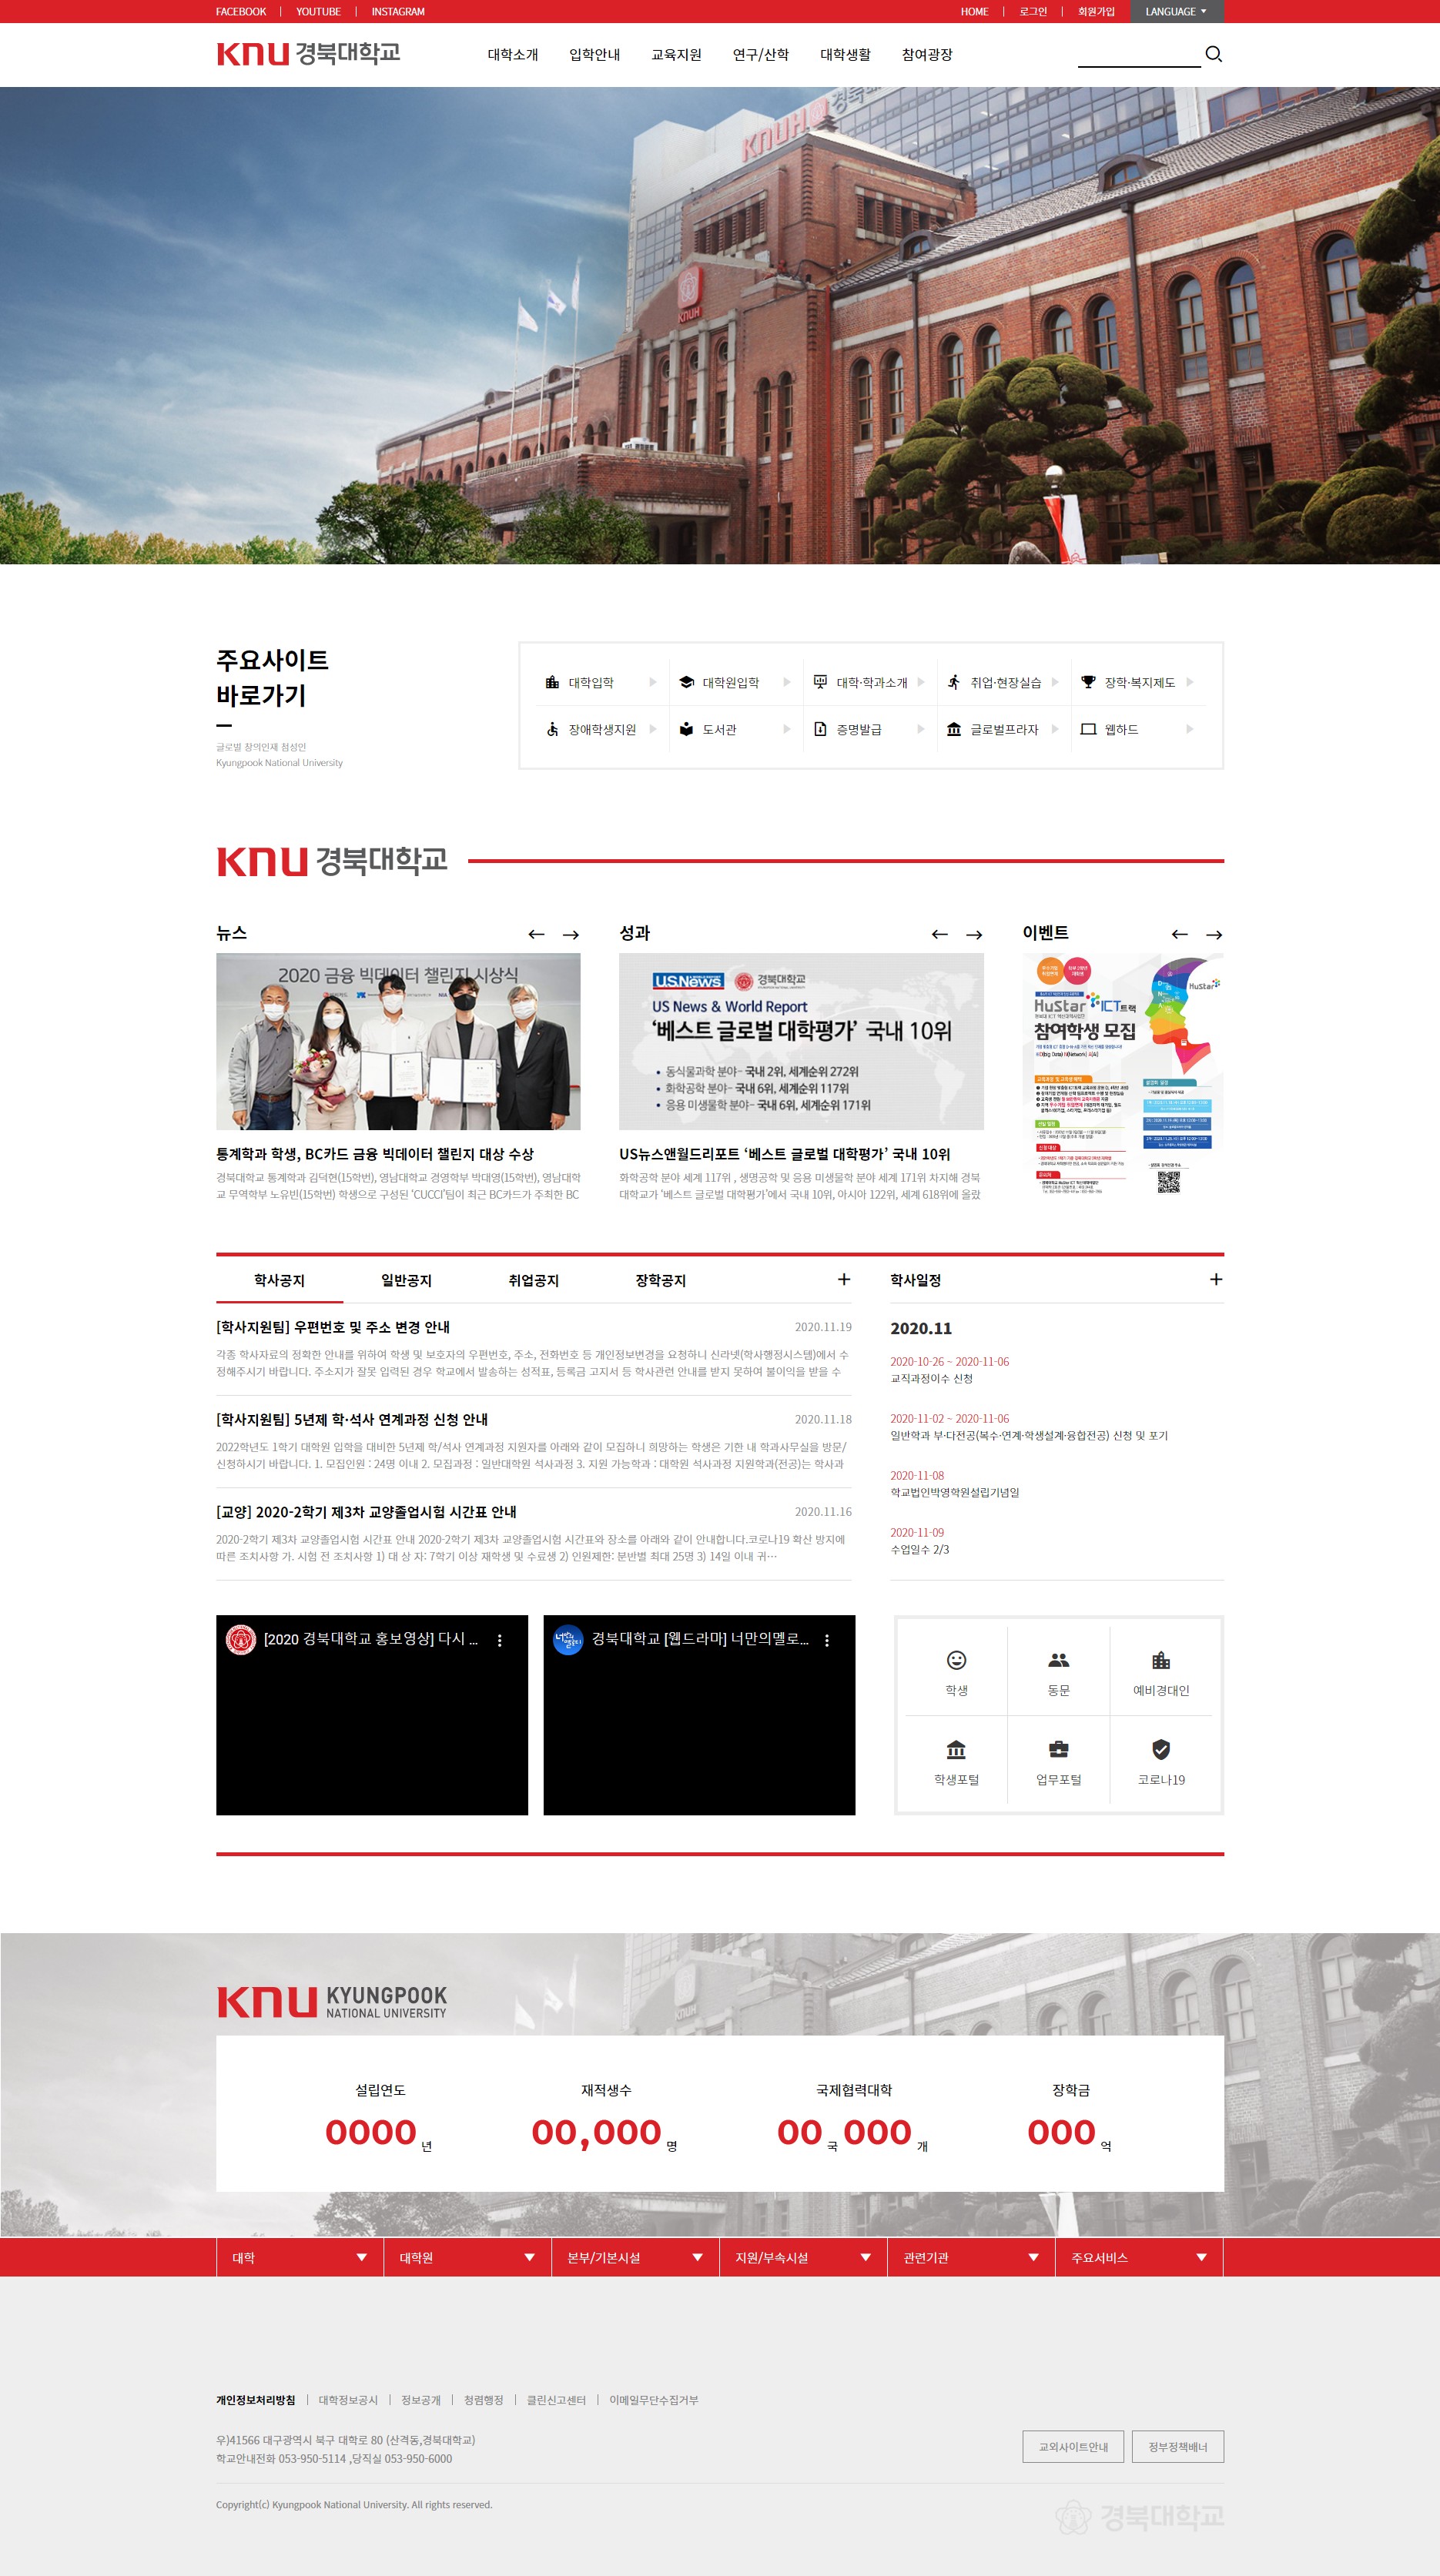 FACEBOOK YOUTUBE INSTAGRAM HOME 로그인 회원가입 LANGUAGE
KNU 경북대학교 대학소개 입학안내 교육지원 연구/산학 대학생활 참여광장
KNUH 경북대
KNUH
주요사이트
바로가기
글로벌 창의인재 첨성인
Kyungpook National University
대학입학 대학원입학 대학·학과소개 취업·현장실습 장학·복지제도
장애학생지원 도서관 증명발급 글로벌프라자 웹하드
KNU 경북대학교
뉴스
2020 금융 빅데이터 챌린지 시상식
통계학과 학생, BC카드 금융 빅데이터 챌린지 대상 수상
경북대학교 통계학과 김덕현(15학번), 영남대학교 경영학부 박대영(15학번), 영남대학
교 무역학부 노유빈(15학번) 학생으로 구성된 ‘CUCCI’팀이 최근 BC카드가 주최한 BC
성과
U.S.News 경북대학교
US News & World Report
‘베스트 글로벌 대학평가’ 국내 10위
• 동식물과학 분야– 국내 2위, 세계순위 272위
• 화학공학 분야– 국내 6위, 세계순위 117위
• 응용 미생물학 분야– 국내 6위, 세계순위 171위
US뉴스앤월드리포트 ‘베스트 글로벌 대학평가’ 국내 10위
화학공학 분야 세계 117위 , 생명공학 및 응용 미생물학 분야 세계 171위 차지해 경북
대학교가 ‘베스트 글로벌 대학평가’에서 국내 10위, 아시아 122위, 세계 618위에 올랐
이벤트
HuStar
HuStar ICT트랙
참여학생 모집
학사공지 일반공지 취업공지 장학공지 +
[학사지원팀] 우편번호 및 주소 변경 안내 2020.11.19
각종 학사자료의 정확한 안내를 위하여 학생 및 보호자의 우편번호, 주소, 전화번호 등 개인정보변경을 요청하니 신라넷(학사행정시스템)에서 수
정해주시기 바랍니다. 주소지가 잘못 입력된 경우 학교에서 발송하는 성적표, 등록금 고지서 등 학사관련 안내를 받지 못하여 불이익을 받을 수
[학사지원팀] 5년제 학·석사 연계과정 신청 안내 2020.11.18
2022학년도 1학기 대학원 입학을 대비한 5년제 학/석사 연계과정 지원자를 아래와 같이 모집하니 희망하는 학생은 기한 내 학과사무실을 방문/
신청하시기 바랍니다. 1. 모집인원 : 24명 이내 2. 모집과정 : 일반대학원 석사과정 3. 지원 가능학과 : 대학원 석사과정 지원학과(전공)는 학사과
[교양] 2020-2학기 제3차 교양졸업시험 시간표 안내 2020.11.16
2020-2학기 제3차 교양졸업시험 시간표 안내 2020-2학기 제3차 교양졸업시험 시간표와 장소를 아래와 같이 안내합니다.코로나19 확산 방지에
따른 조치사항 가. 시험 전 조치사항 1) 대 상 자: 7학기 이상 재학생 및 수료생 2) 인원제한: 분반별 최대 25명 3) 14일 이내 귀…
학사일정 +
2020.11
2020-10-26 ~ 2020-11-06
교직과정이수 신청
2020-11-02 ~ 2020-11-06
일반학과 부·다전공(복수·연계·학생설계·융합전공) 신청 및 포기
2020-11-08
학교법인박영학원설립기념일
2020-11-09
수업일수 2/3
[2020 경북대학교 홍보영상] 다시 ...
너만의멜로디 경북대학교 [웹드라마] 너만의멜로...
학생 동문 예비경대인
학생포털 업무포털 코로나19
KNU KYUNGPOOK
NATIONAL UNIVERSITY
설립연도 재적생수 국제협력대학 장학금
0000 년 00,000 명 00 국 000 개 000 억
대학 대학원 본부/기본시설 지원/부속시설 관련기관 주요서비스
개인정보처리방침 대학정보공시 정보공개 청렴행정 클린신고센터 이메일무단수집거부
우)41566 대구광역시 북구 대학로 80 (산격동,경북대학교)
학교안내전화 053-950-5114 ,당직실 053-950-6000
교외사이트안내 정부정책배너
Copyright(c) Kyungpook National University. All rights reserved.
경북대학교